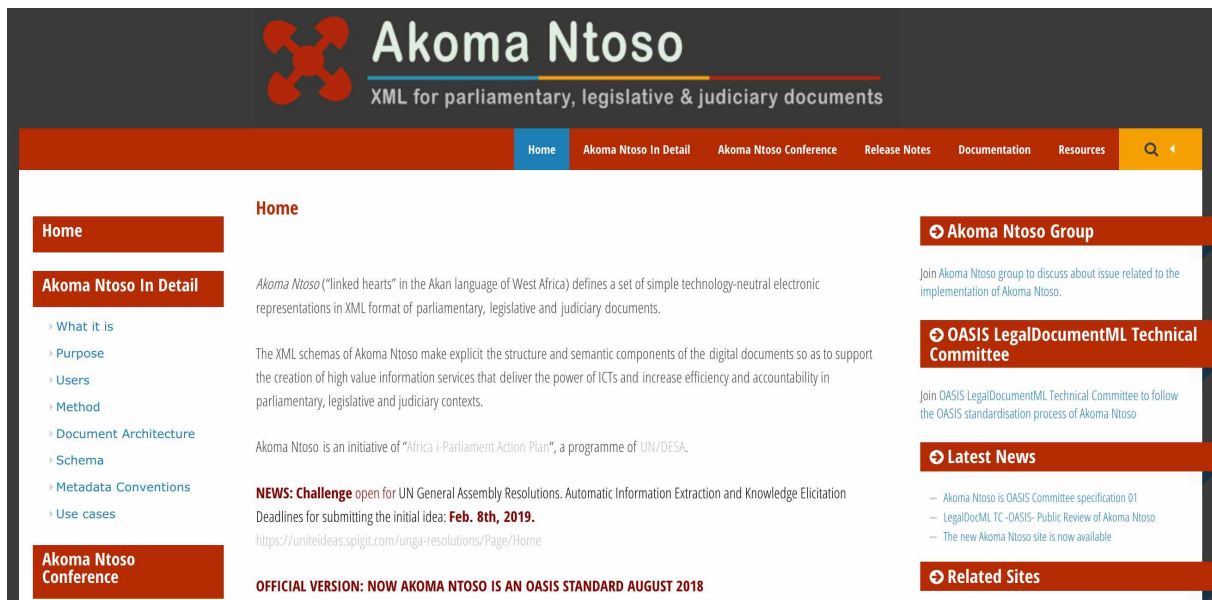 Akoma Ntoso
XML for parliamentary, legislative & judiciary documents
Home
Akoma Ntoso In Detail
Akoma Ntoso Conference
Release Notes
Documentation
Resources
Home
Akoma Ntoso In Detail
What it is
Purpose
Users
Method
Document Architecture
Schema
Metadata Conventions
Use cases
Akoma Ntoso
Conference
Home
Akoma Ntoso (“linked hearts” in the Akan language of West Africa) defines a set of simple technology-neutral electronic
representations in XML format of parliamentary, legislative and judiciary documents.
The XML schemas of Akoma Ntoso make explicit the structure and semantic components of the digital documents so as to support
the creation of high value information services that deliver the power of ICTs and increase efficiency and accountability in
parliamentary, legislative and judiciary contexts.
Akoma Ntoso is an initiative of “Africa i-Parliament Action Plan“, a programme of UN/DESA.
NEWS: Challenge open for UN General Assembly Resolutions. Automatic Information Extraction and Knowledge Elicitation
Deadlines for submitting the initial idea: Feb. 8th, 2019.
https://uniteideas.spigit.com/unga-resolutions/Page/Home
OFFICIAL VERSION: NOW AKOMA NTOSO IS AN OASIS STANDARD AUGUST 2018
Akoma Ntoso Group
Join Akoma Ntoso group to discuss about issue related to the
implementation of Akoma Ntoso.
OASIS LegalDocumentML Technical
Committee
Join OASIS LegalDocumentML Technical Committee to follow
the OASIS standardisation process of Akoma Ntoso
Latest News
– Akoma Ntoso is OASIS Committee specification 01
– LegalDocML TC -OASIS- Public Review of Akoma Ntoso
– The new Akoma Ntoso site is now available
Related Sites